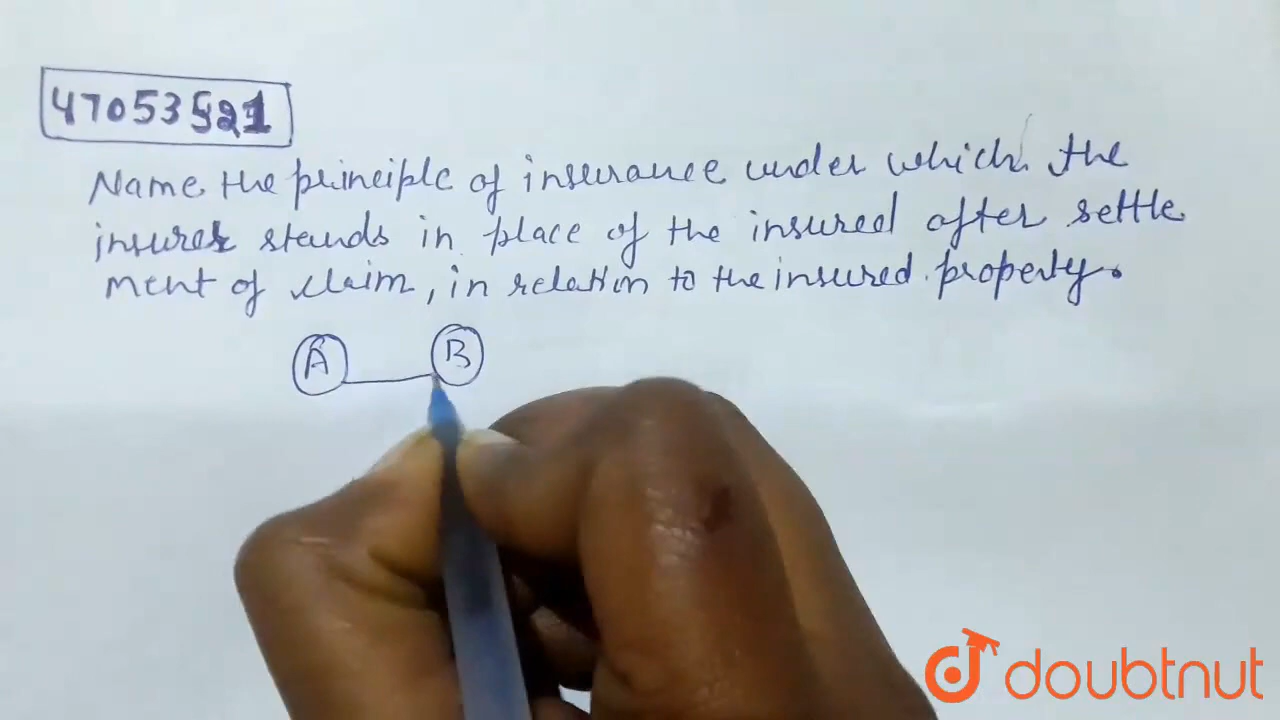 47053521
Name the principle of insurance under which the
insurer stands in place of the insured after settle
ment of claim, in relation to the insured property.
A B
doubtnut